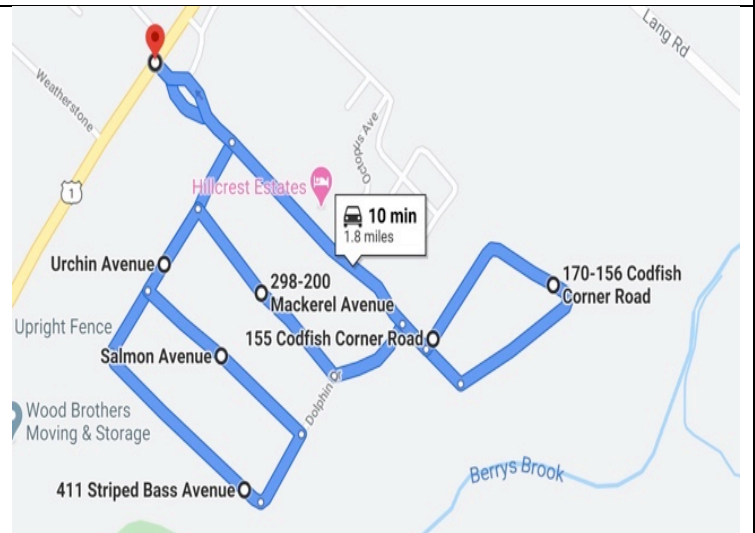 Lang Rd
Weatherstone
Octopus Ave
1
Hillcrest Estates
10 min
1.8 miles
Urchin Avenue
298-200
Mackerel Avenue
170-156 Codfish
Corner Road
155 Codfish Corner Road
Upright Fence
Salmon Avenue
Dolphin Dr
Wood Brothers
Moving & Storage
411 Striped Bass Avenue
Berrys Brook